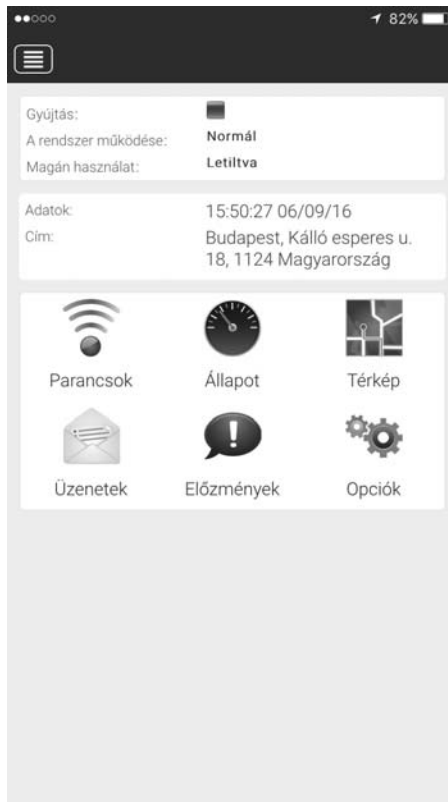 82%
Gyújtás:
A rendszer működése: Normál
Magán használat: Letiltva
Adatok: 15:50:27 06/09/16
Cím: Budapest, Kálló esperes u.
18, 1124 Magyarország
Parancsok Állapot Térkép
Üzenetek Előzmények Opciók